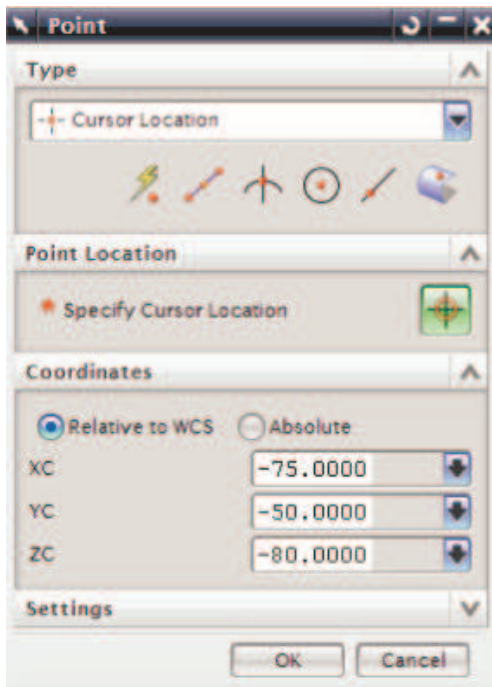 Point
Type
Cursor Location
Point Location
* Specify Cursor Location
Coordinates
Relative to WCS Absolute
XC -75.0000
YC -50.0000
ZC -80.0000
Settings
OK Cancel